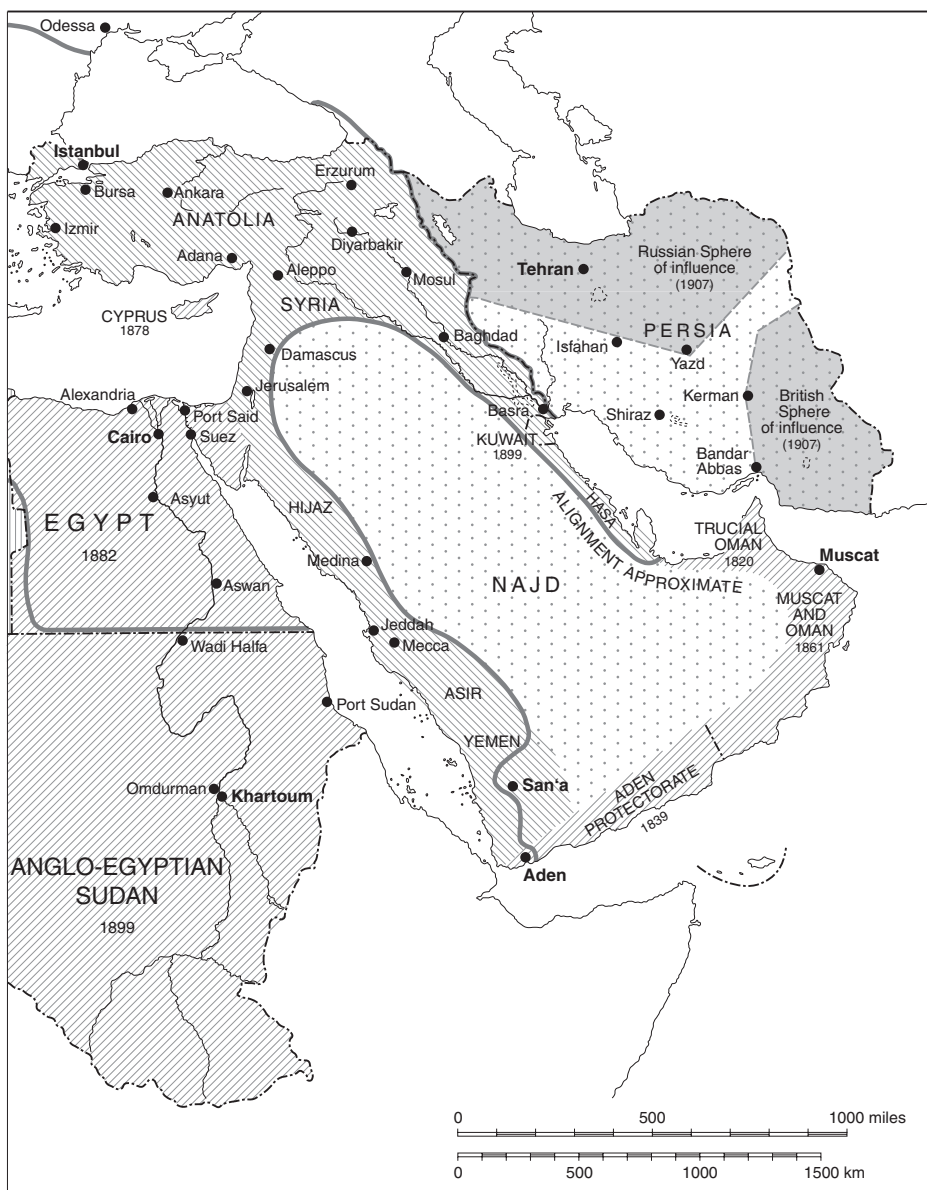 Odessa
Istanbul
Bursa
Ankara
Erzurum
ANATOLIA
Izmir
Diyarbakir
Adana
Aleppo
Mosul
Tehran
Russian Sphere
of influence
(1907)
SYRIA
CYPRUS
1878
PERSIA
Baghdad
Isfahan
Yazd
Damascus
Jerusalem
Alexandria
Port Said
Basra
Kerman
British
Sphere
of influence
(1907)
Shiraz
Cairo
Suez
KUWAIT
1899
Bandar
Abbas
Asyut
HIJAZ
HASA
EGYPT
1882
ALIGNMENT APPROXIMATE
TRUCIAL
OMAN
1820
Muscat
Medina
NAJD
Aswan
MUSCAT
AND
OMAN
1861
Jeddah
Wadi Halfa
Mecca
ASIR
Port Sudan
YEMEN
San‘a
Omdurman
Khartoum
ADEN
PROTECTORATE
1839
ANGLO-EGYPTIAN
SUDAN
1899
Aden
0 500 1000 miles
0 500 1000 1500 km